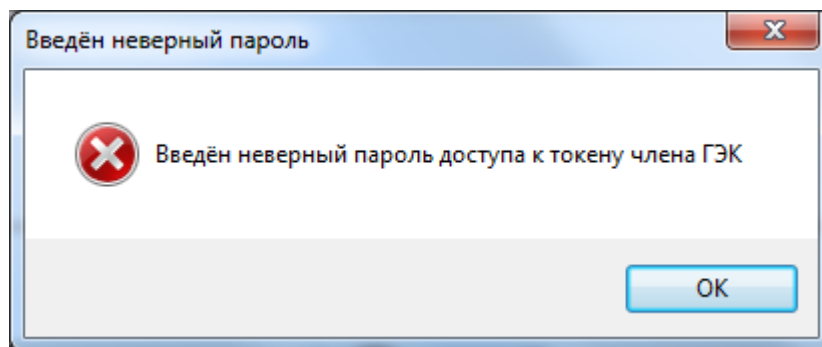 Введён неверный пароль
Введён неверный пароль доступа к токену члена ГЭК
OK